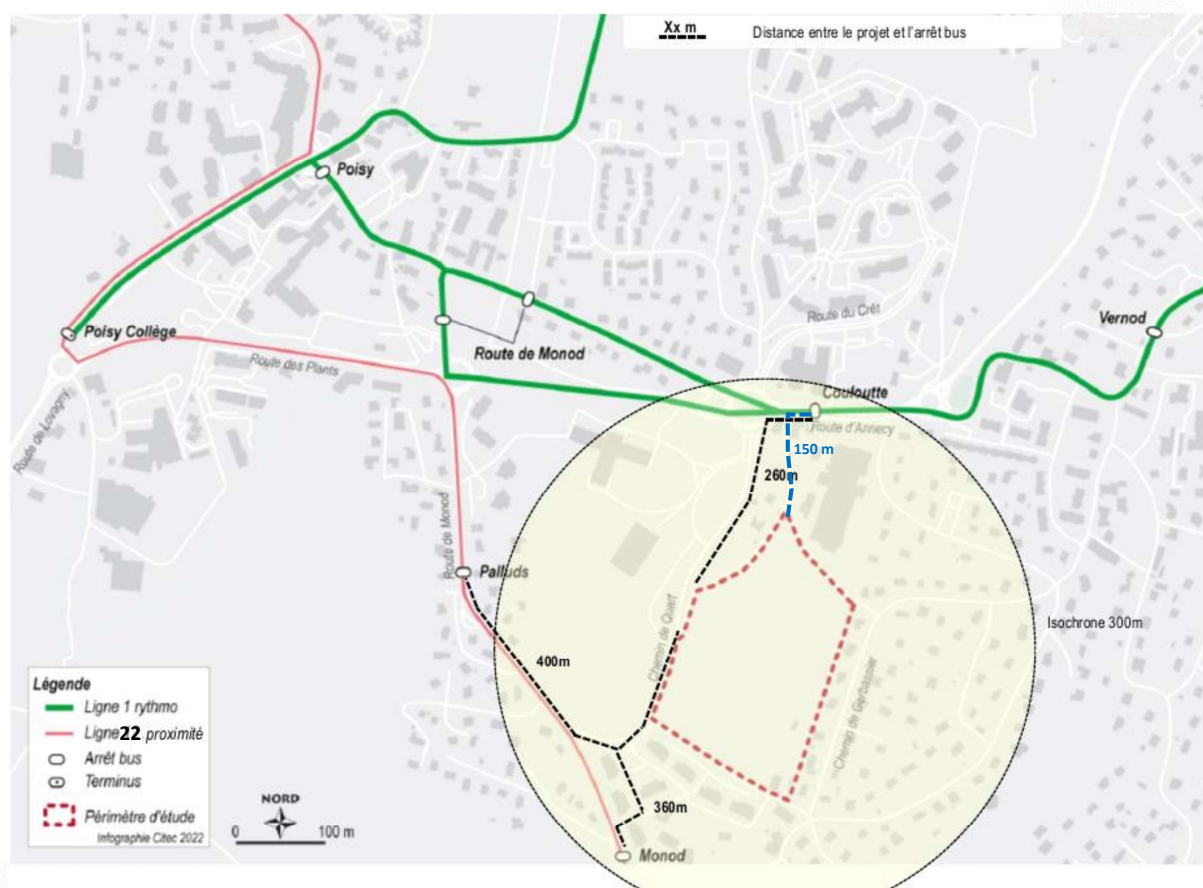 Xx m
Distance entre le projet et l'arrêt bus
Poisy
Poisy Collège
Route de Monod
Route des Plants
Route de Lovagny
Route du Crêt
Vernod
Couloutte
Route d'Annecy
150 m
260m
Route de Monod
Palluds
Chemin de Quiart
Isochrone 300m
400m
Chemin de Gerbassier
360m
Monod
Légende
Ligne 1 rythmo
Ligne 22 proximité
Arrêt bus
Terminus
Périmètre d'étude
Infographie Citec 2022
NORD
0 100 m